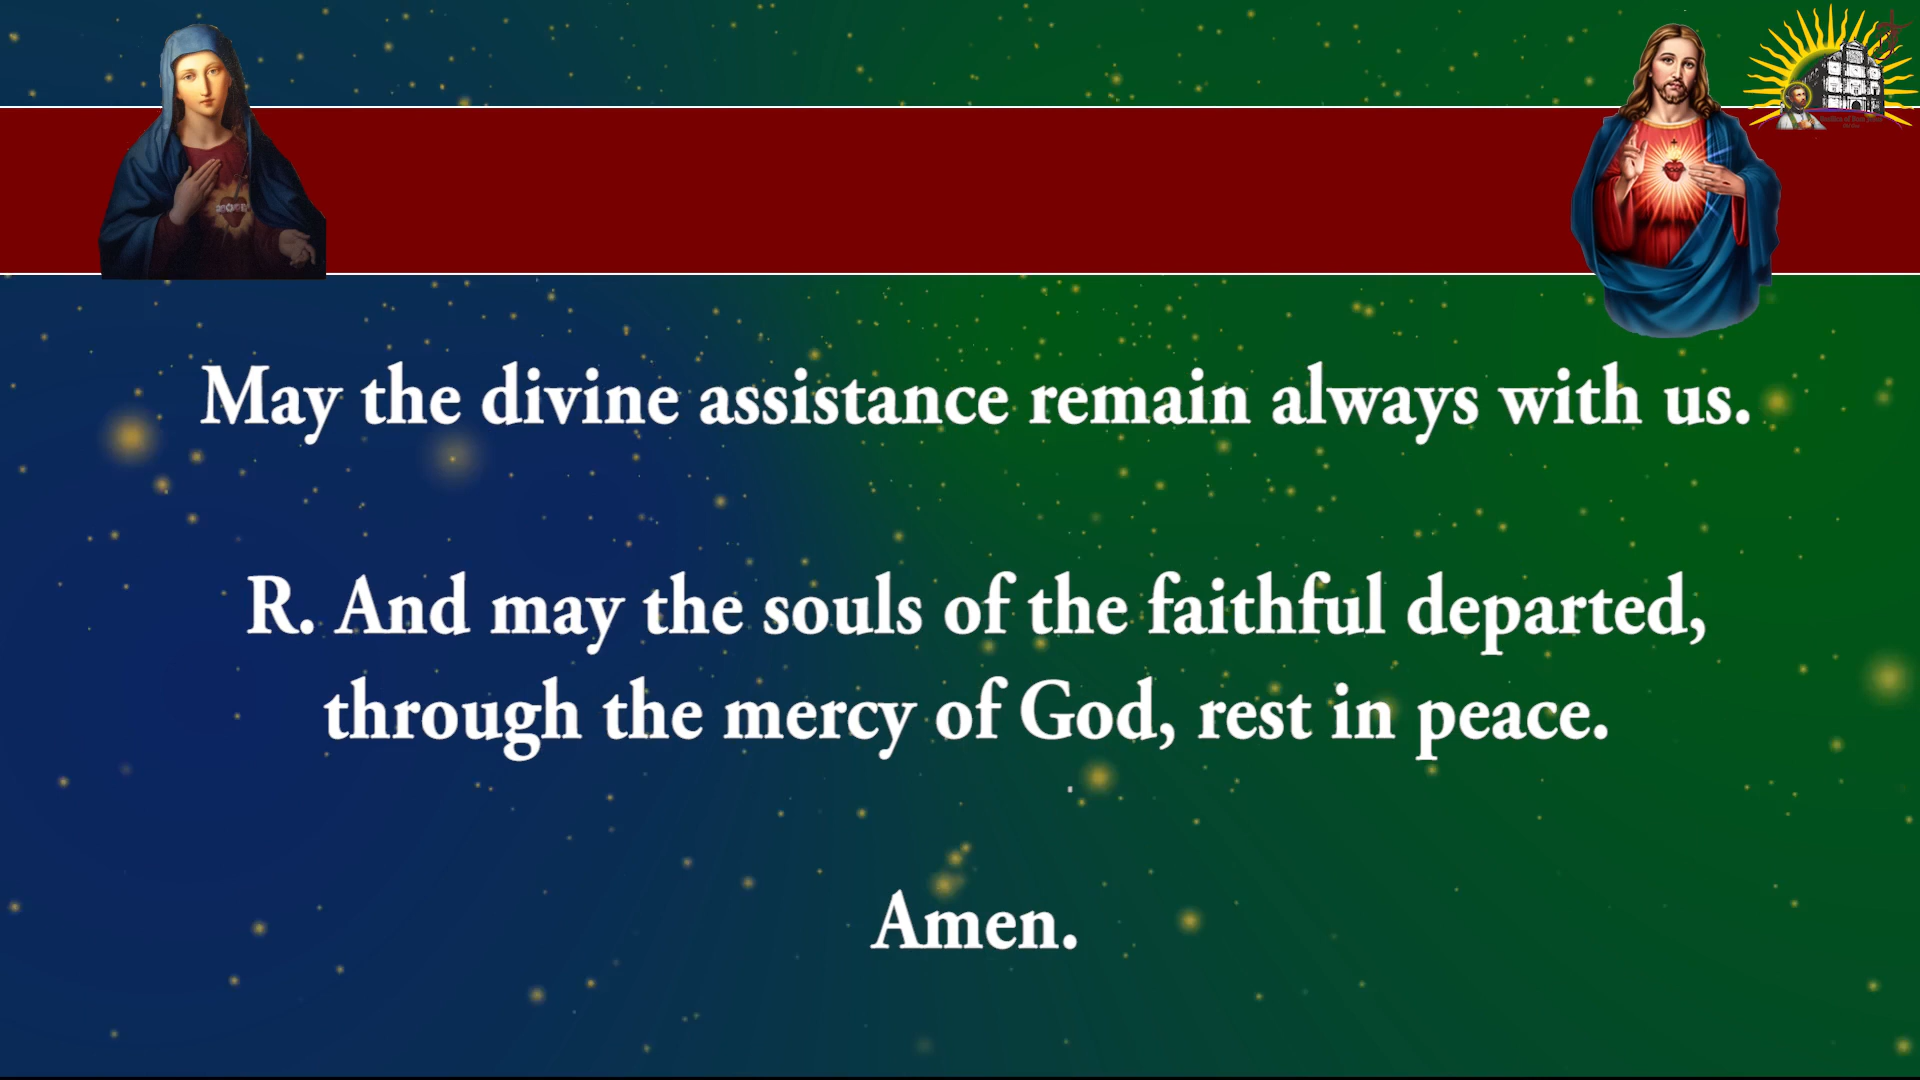 May the divine assistance remain always with us.
R. And may the souls of the faithful departed,
through the mercy of God, rest in peace.
Amen.